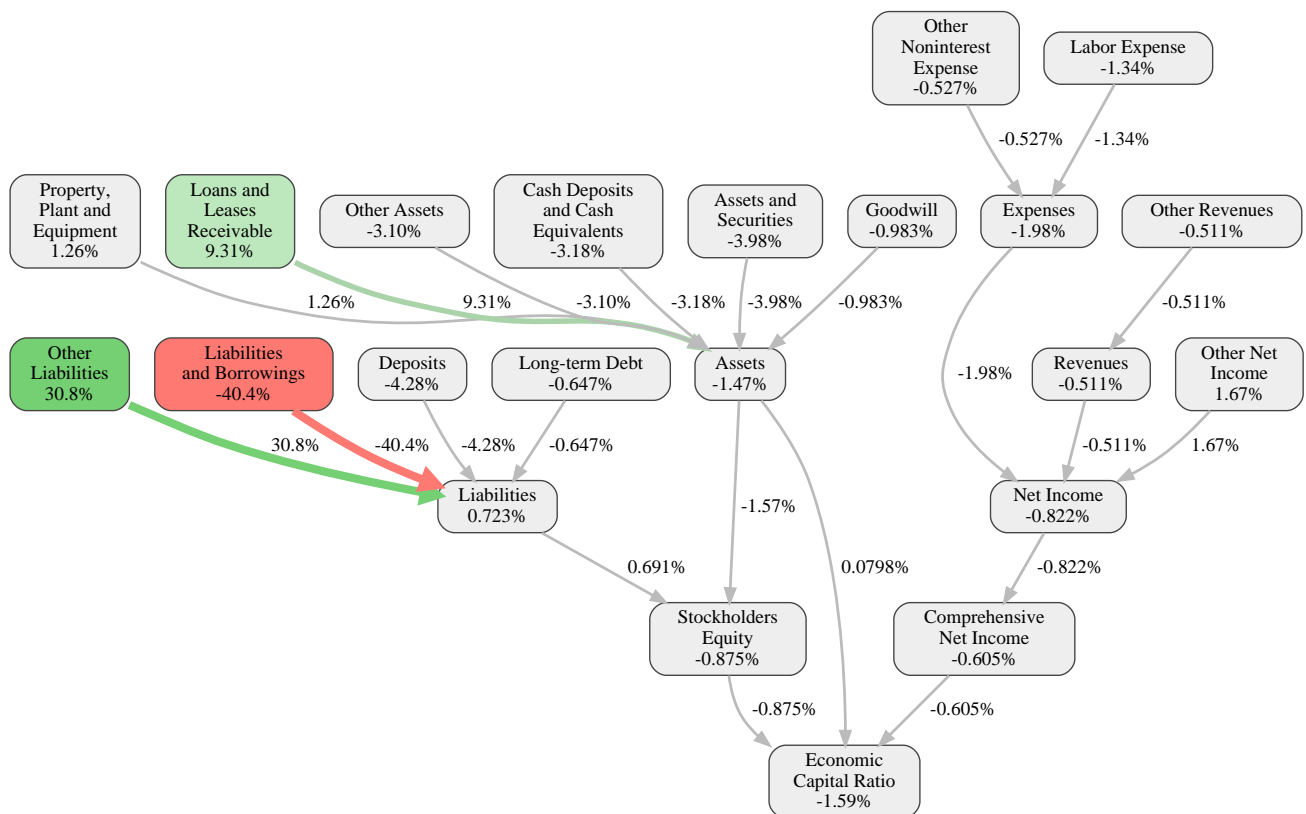 Other
Noninterest
Expense
-0.527%
Labor Expense
-1.34%
-0.527%
-1.34%
Property,
Plant and
Equipment
1.26%
Loans and
Leases
Receivable
9.31%
Other Assets
-3.10%
Cash Deposits
and Cash
Equivalents
-3.18%
Assets and
Securities
-3.98%
Goodwill
-0.983%
Expenses
-1.98%
Other Revenues
-0.511%
1.26%
9.31%
-3.10%
-3.18%
-3.98%
-0.983%
-0.511%
Other
Liabilities
30.8%
Liabilities
and Borrowings
-40.4%
Deposits
-4.28%
Long-term Debt
-0.647%
Assets
-1.47%
-1.98%
Revenues
-0.511%
Other Net
Income
1.67%
30.8%
-40.4%
-4.28%
-0.647%
-0.511%
1.67%
Liabilities
0.723%
-1.57%
Net Income
-0.822%
0.691%
0.0798%
-0.822%
Stockholders
Equity
-0.875%
Comprehensive
Net Income
-0.605%
-0.875%
-0.605%
Economic
Capital Ratio
-1.59%